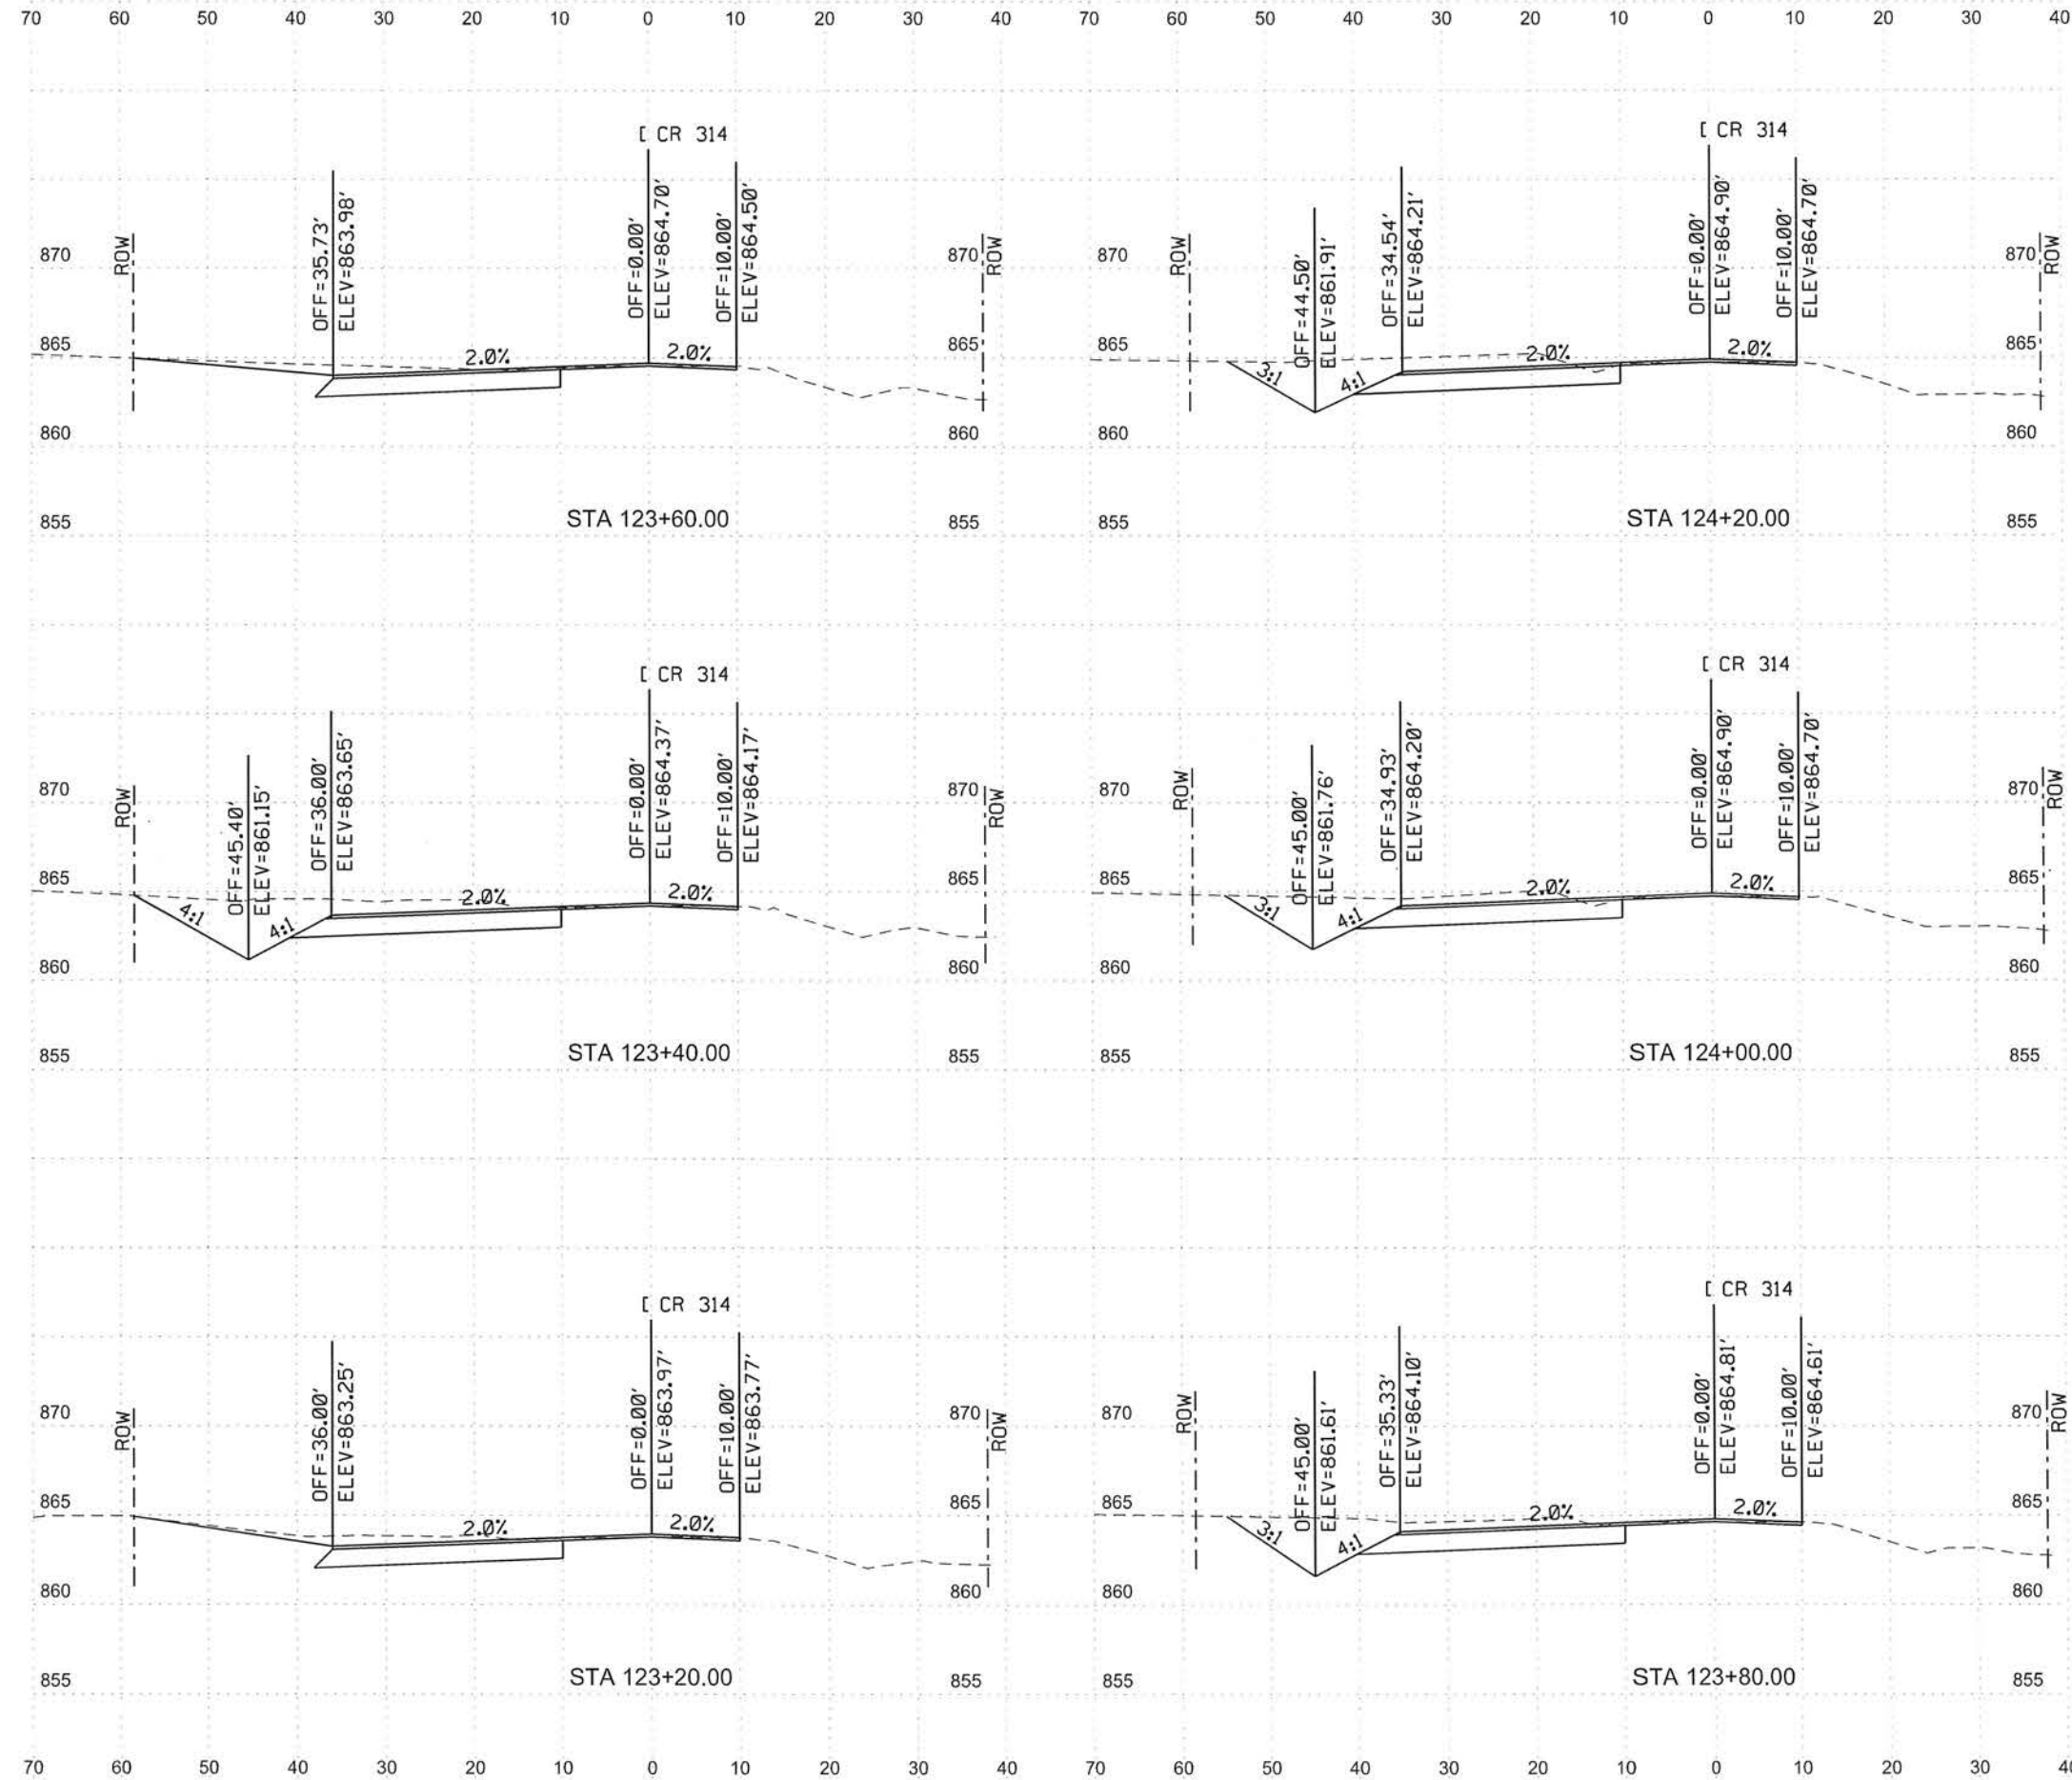 70 60 50 40 30 20 10 0 10 20 30 40 70 60 50 40 30 20 10 0 10 20 30 40
[ CR 314
ROW
OFF=35.73'
ELEV=863.98'
OFF=0.00'
ELEV=864.70'
OFF=10.00'
ELEV=864.50'
ROW
870 870
865 2.0% 2.0% 865
860 860
855 STA 123+60.00 855
[ CR 314
ROW
OFF=44.50'
ELEV=861.91'
OFF=34.54'
ELEV=864.21'
OFF=0.00'
ELEV=864.90'
OFF=10.00'
ELEV=864.70'
ROW
870 870
865 3:1 4:1 2.0% 2.0% 865
860 860
855 STA 124+20.00 855
[ CR 314
ROW
OFF=45.40'
ELEV=861.15'
OFF=36.00'
ELEV=863.65'
OFF=0.00'
ELEV=864.37'
OFF=10.00'
ELEV=864.17'
ROW
870 870
865 4:1 4:1 2.0% 2.0% 865
860 860
855 STA 123+40.00 855
[ CR 314
ROW
OFF=45.00'
ELEV=861.76'
OFF=34.93'
ELEV=864.20'
OFF=0.00'
ELEV=864.90'
OFF=10.00'
ELEV=864.70'
ROW
870 870
865 3:1 4:1 2.0% 2.0% 865
860 860
855 STA 124+00.00 855
[ CR 314
ROW
OFF=36.00'
ELEV=863.25'
OFF=0.00'
ELEV=863.97'
OFF=10.00'
ELEV=863.77'
ROW
870 870
865 2.0% 2.0% 865
860 860
855 STA 123+20.00 855
[ CR 314
ROW
OFF=45.00'
ELEV=861.61'
OFF=35.33'
ELEV=864.10'
OFF=0.00'
ELEV=864.81'
OFF=10.00'
ELEV=864.61'
ROW
870 870
865 3:1 4:1 2.0% 2.0% 865
860 860
855 STA 123+80.00 855
70 60 50 40 30 20 10 0 10 20 30 40 70 60 50 40 30 20 10 0 10 20 30 40